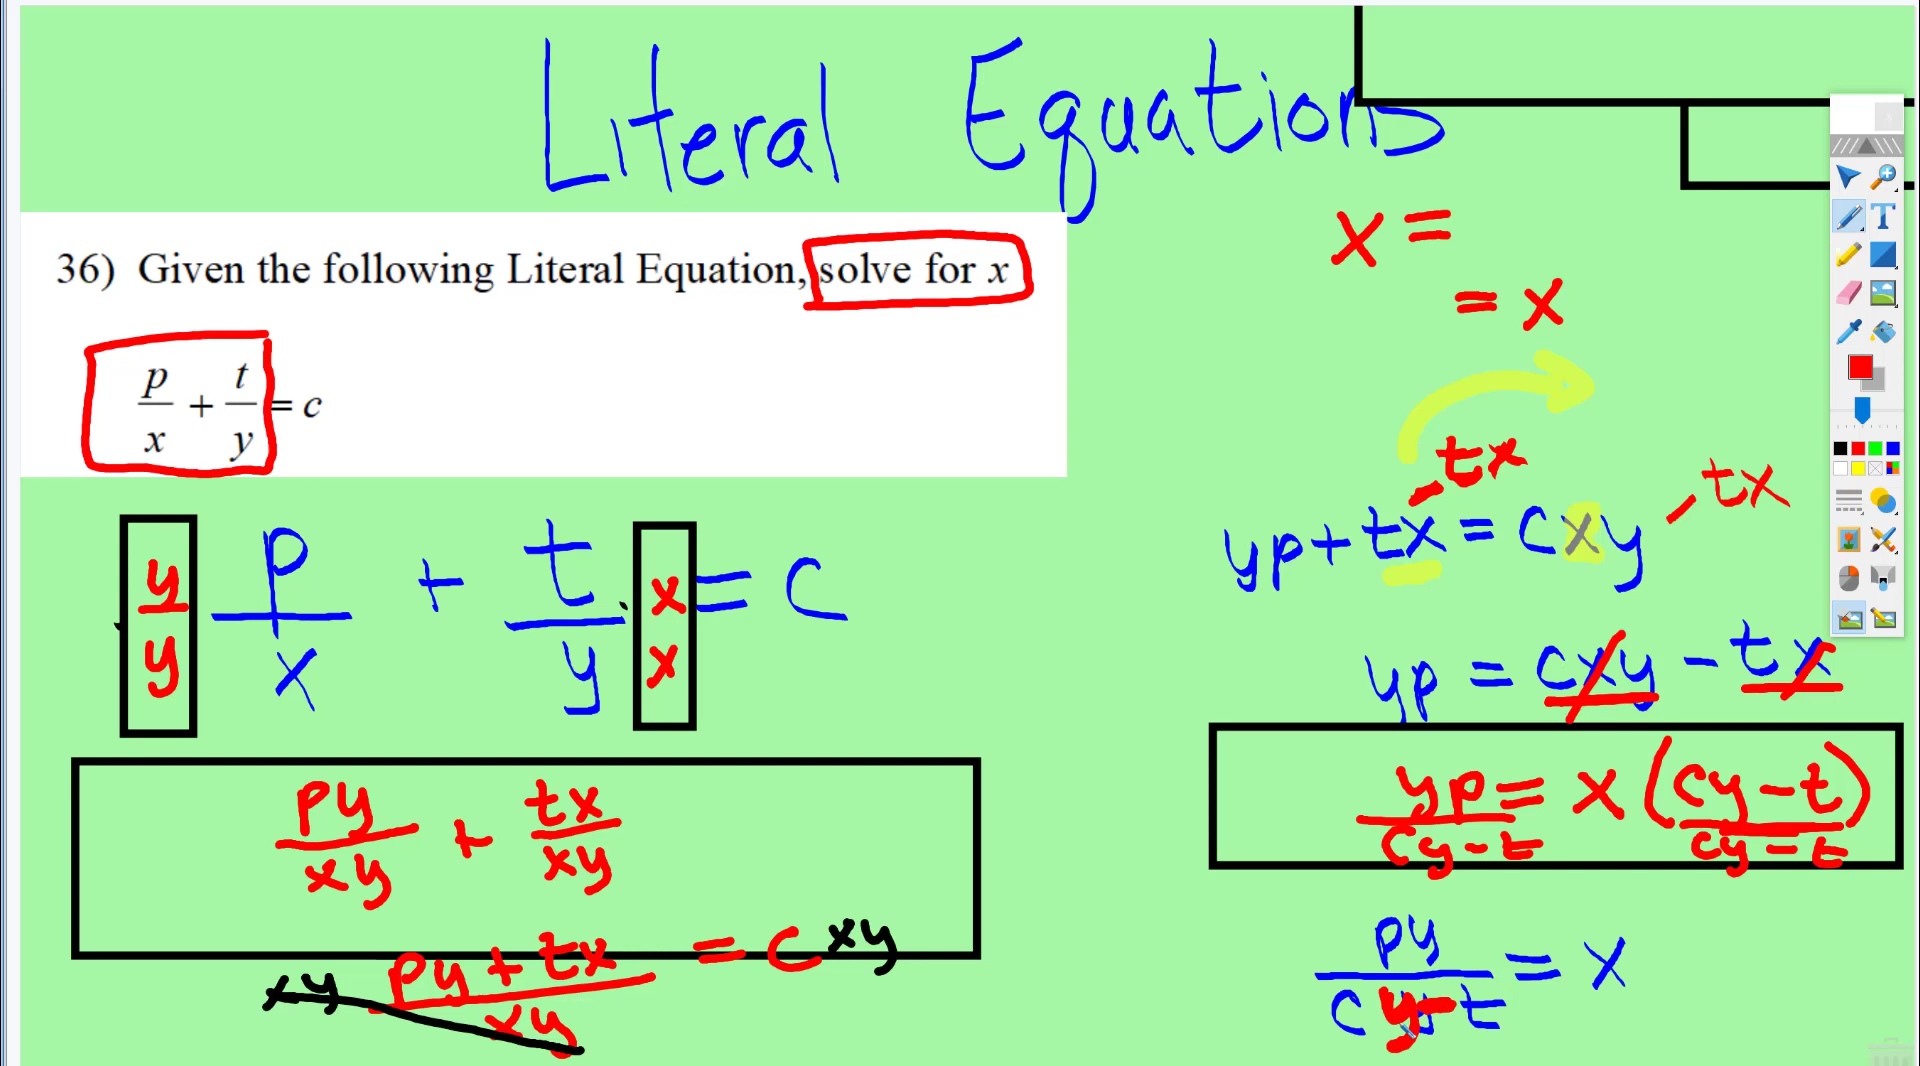 Literal Equations
36) Given the following Literal Equation, solve for x
p/x + t/y = c
y/y · p/x + t/y · x/x = c
py/xy + tx/xy
xy (py + tx)/xy = c xy
x =
= x
- tx - tx
yp + tx = cxy
yp = cxy - tx
yp = x (cy - t)
cy - t cy - t
py/(cy - t) = x
T